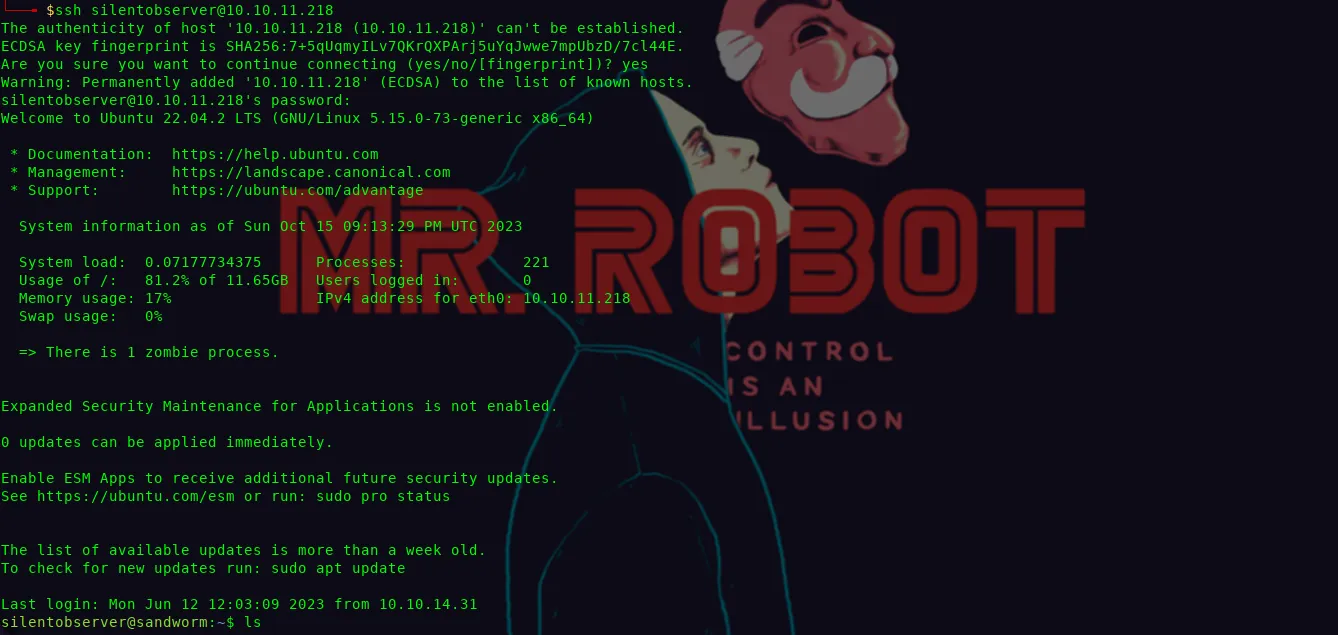 $ssh silentobserver@10.10.11.218
The authenticity of host '10.10.11.218 (10.10.11.218)' can't be established.
ECDSA key fingerprint is SHA256:7+5qUqmyILv7QKrQXPArj5uYqJwwe7mpUbzD/7cl44E.
Are you sure you want to continue connecting (yes/no/[fingerprint])? yes
Warning: Permanently added '10.10.11.218' (ECDSA) to the list of known hosts.
silentobserver@10.10.11.218's password:
Welcome to Ubuntu 22.04.2 LTS (GNU/Linux 5.15.0-73-generic x86_64)
* Documentation:  https://help.ubuntu.com
* Management:     https://landscape.canonical.com
* Support:        https://ubuntu.com/advantage
MR. ROBOT
System information as of Sun Oct 15 09:13:29 PM UTC 2023
System load:  0.07177734375      Processes:             221
Usage of /:   81.2% of 11.65GB   Users logged in:       0
Memory usage: 17%                IPv4 address for eth0: 10.10.11.218
Swap usage:   0%
=> There is 1 zombie process.
CONTROL
IS AN
ILLUSION
Expanded Security Maintenance for Applications is not enabled.
0 updates can be applied immediately.
Enable ESM Apps to receive additional future security updates.
See https://ubuntu.com/esm or run: sudo pro status
The list of available updates is more than a week old.
To check for new updates run: sudo apt update
Last login: Mon Jun 12 12:03:09 2023 from 10.10.14.31
silentobserver@sandworm:~$ ls